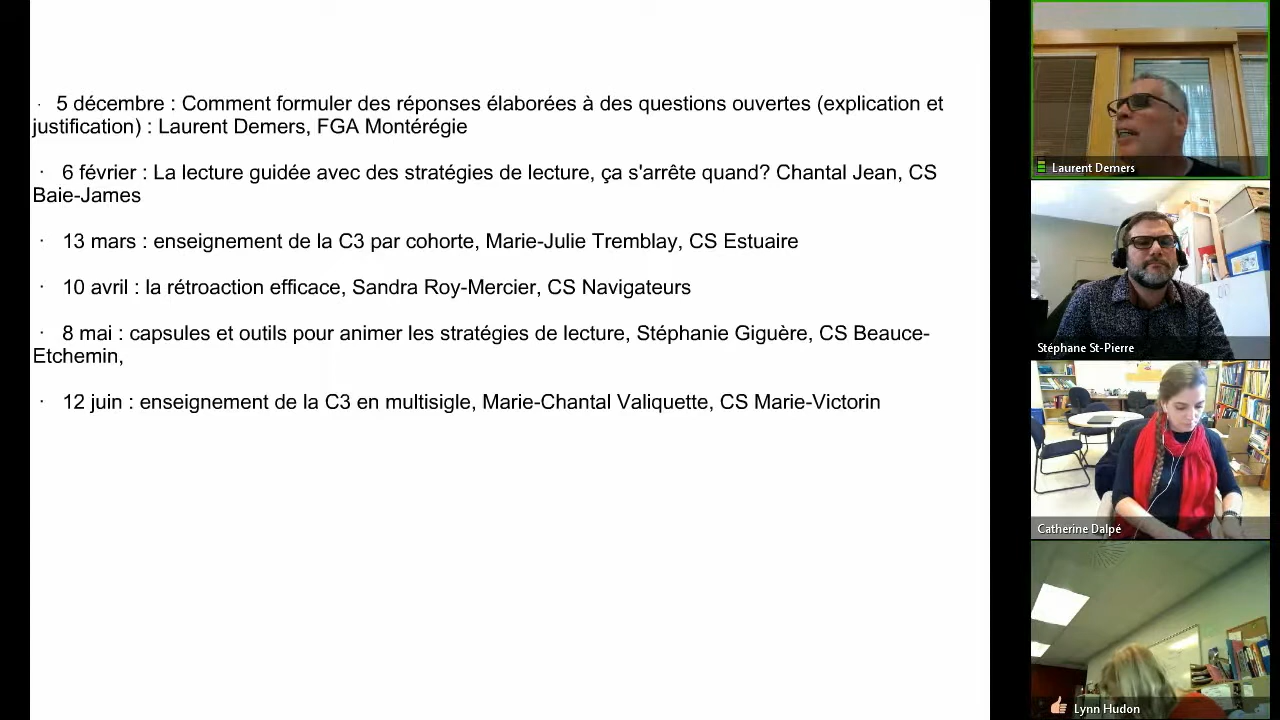 · 5 décembre : Comment formuler des réponses élaborées à des questions ouvertes (explication et
justification) : Laurent Demers, FGA Montérégie
· 6 février : La lecture guidée avec des stratégies de lecture, ça s'arrête quand? Chantal Jean, CS
Baie-James
· 13 mars : enseignement de la C3 par cohorte, Marie-Julie Tremblay, CS Estuaire
· 10 avril : la rétroaction efficace, Sandra Roy-Mercier, CS Navigateurs
· 8 mai : capsules et outils pour animer les stratégies de lecture, Stéphanie Giguère, CS Beauce-
Etchemin,
· 12 juin : enseignement de la C3 en multisigle, Marie-Chantal Valiquette, CS Marie-Victorin
Laurent Demers
Stéphane St-Pierre
Catherine Dalpé
Lynn Hudon